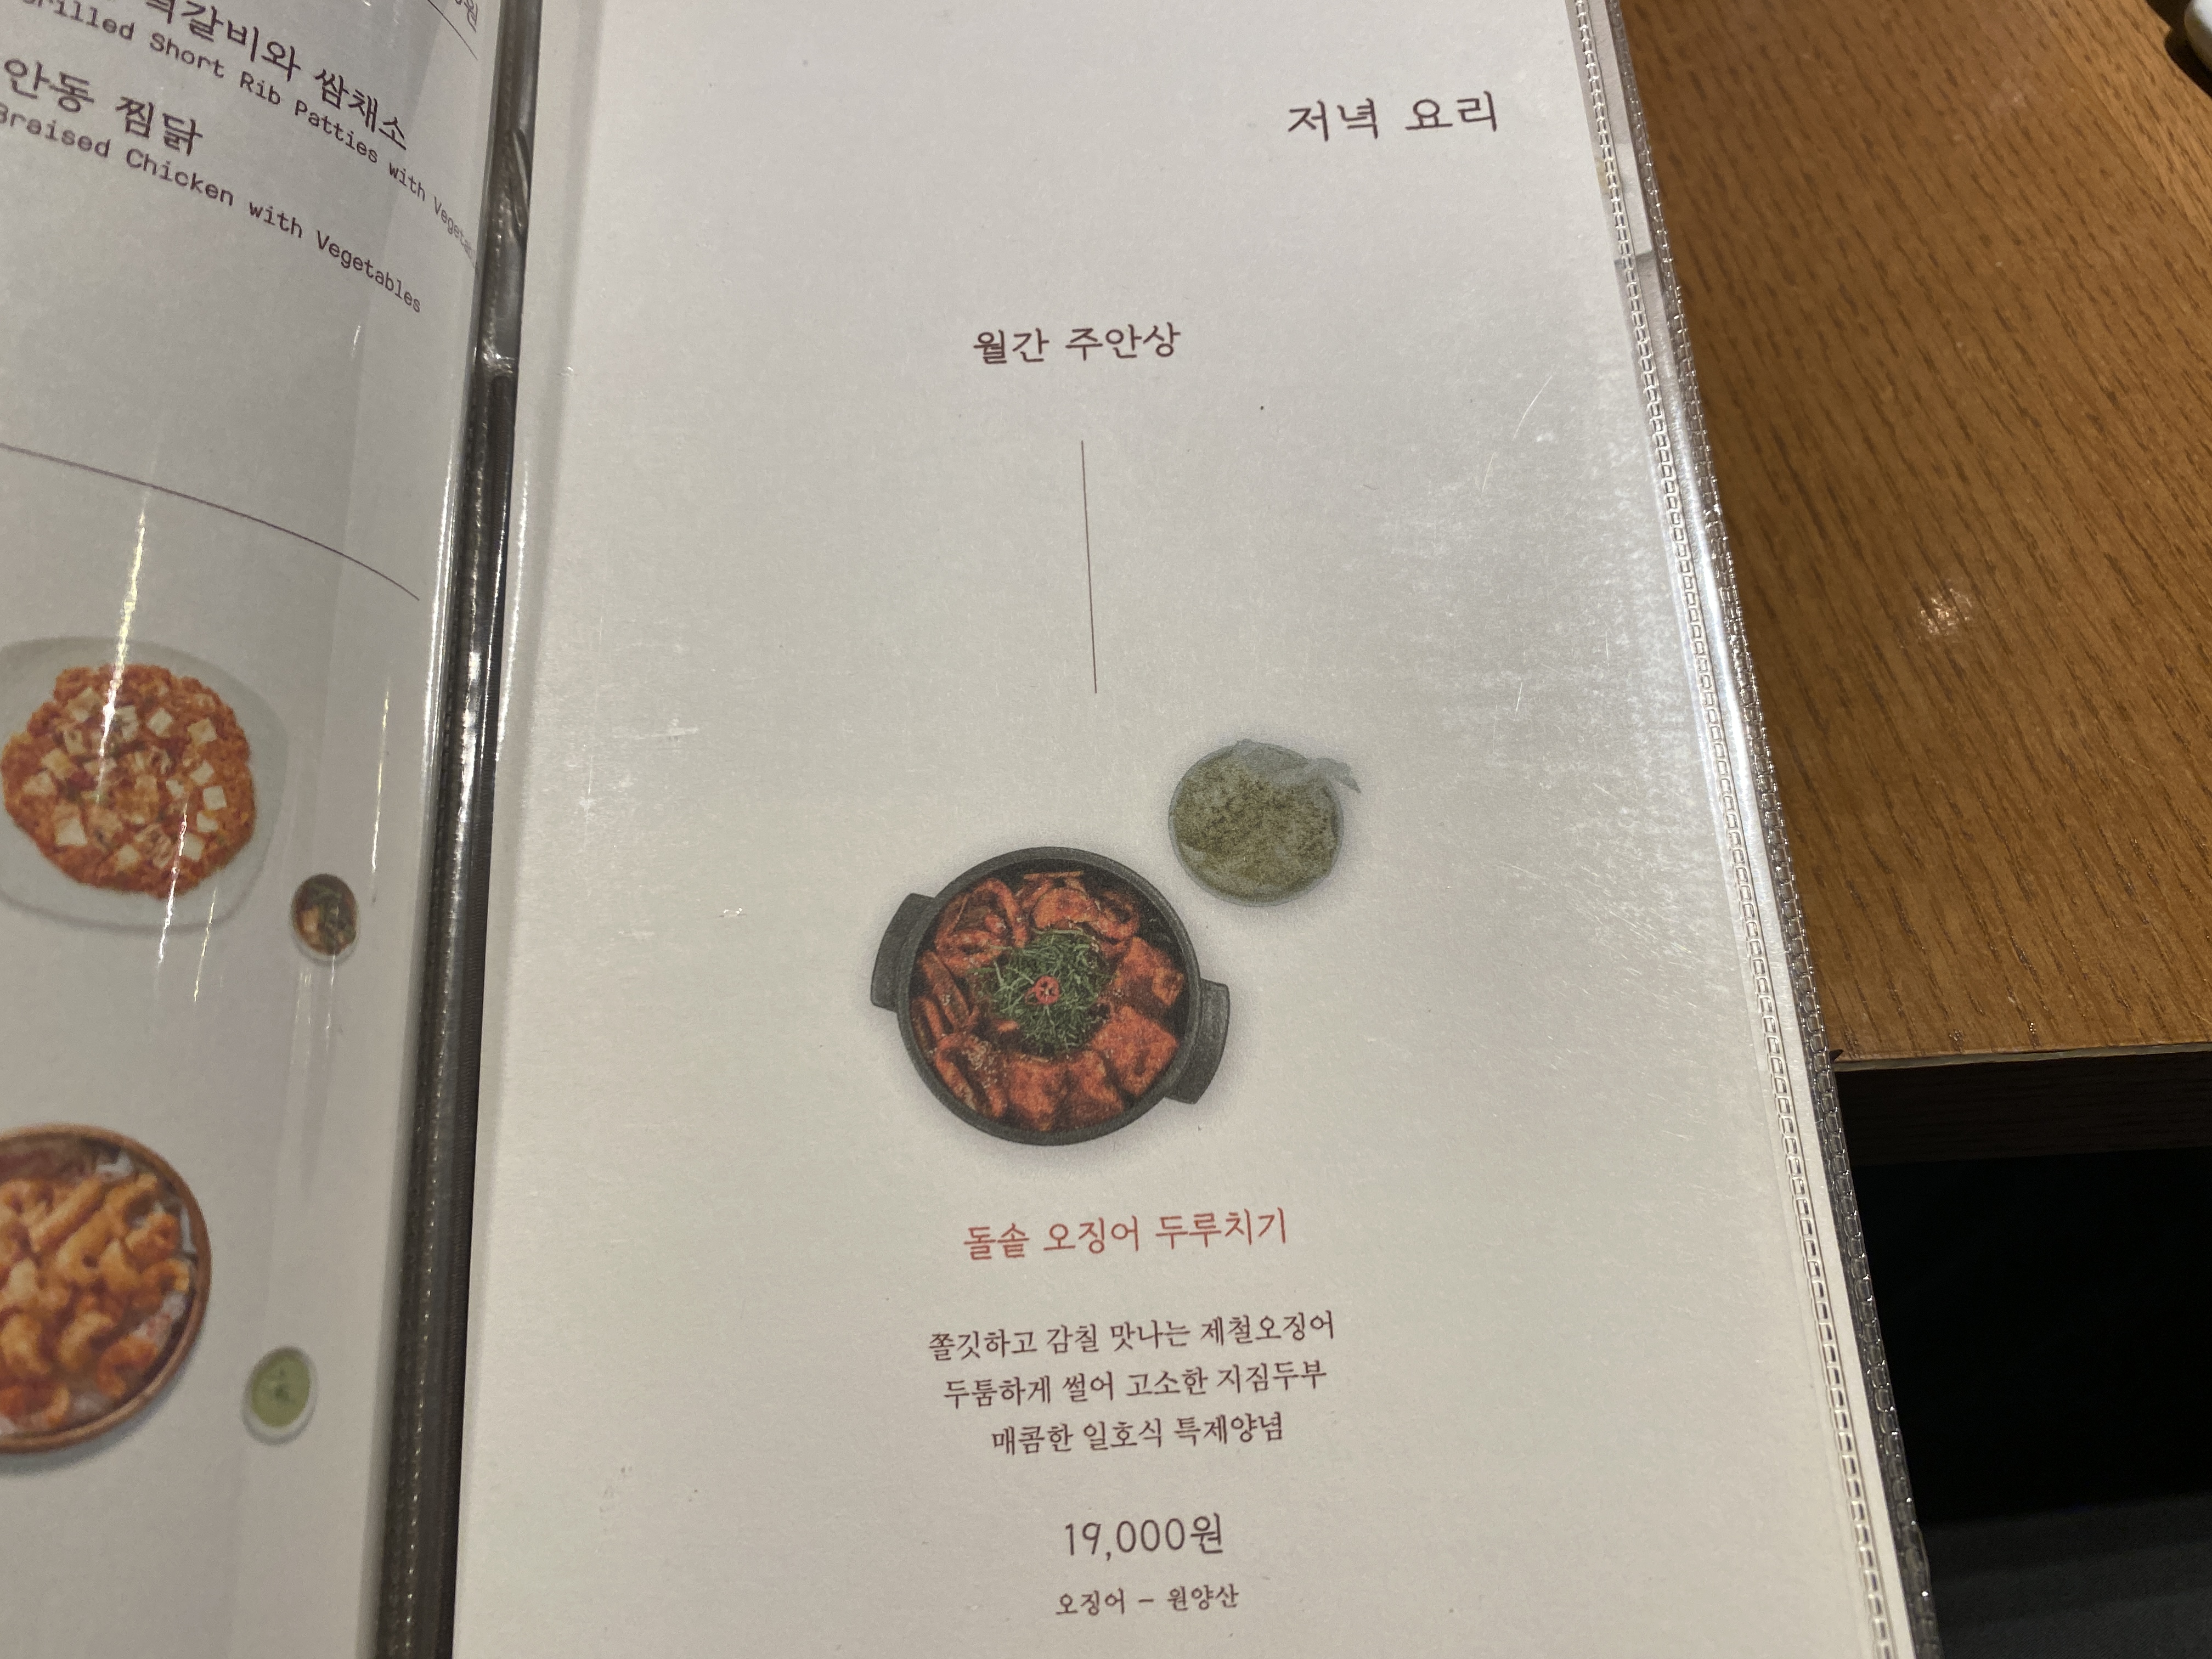 떡갈비와 쌈채소
Grilled Short Rib Patties with
안동 찜닭
Braised Chicken with Vegetables
저녁 요리
월간 주안상
돌솥 오징어 두루치기
쫄깃하고 감칠 맛나는 제철오징어
두툼하게 썰어 고소한 지짐두부
매콤한 일호식 특제양념
19,000원
오징어 – 원양산